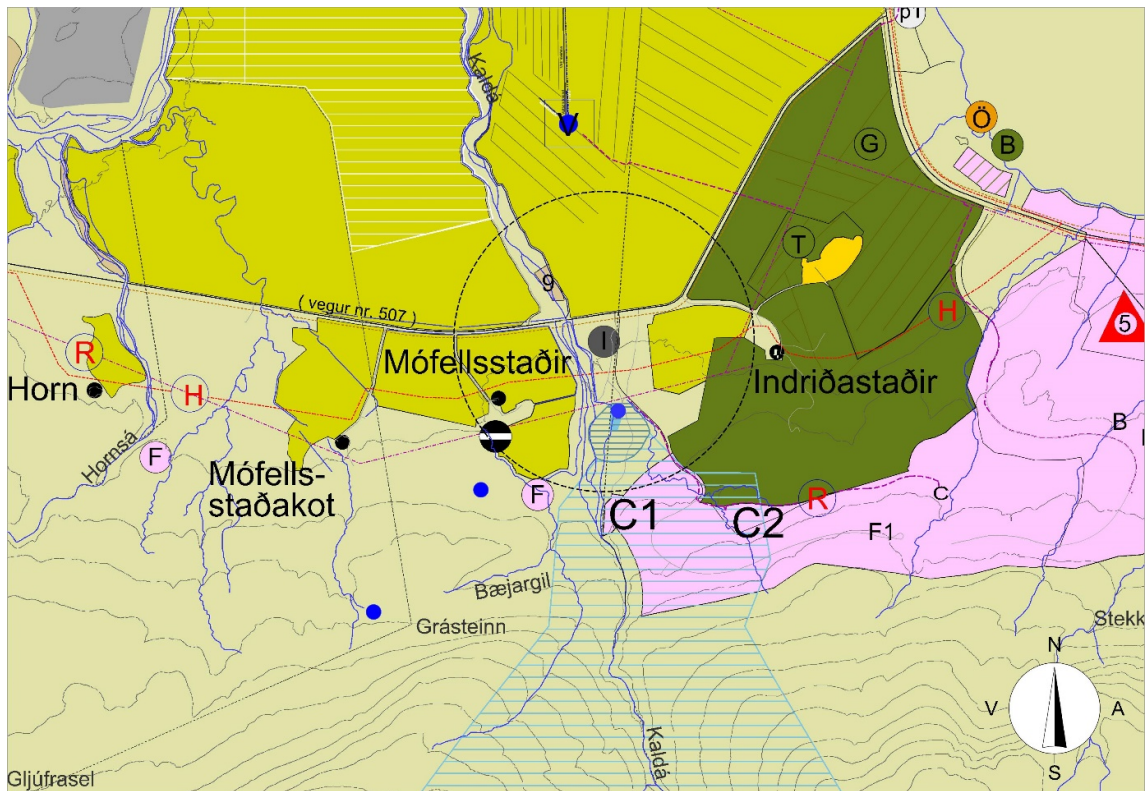 p1
Kaldá
V
Ö
G
B
T
9
( vegur nr. 507 )
H
5
I
R
Mófellsstaðir
Horn
H
Indriðastaðir
B
Hornsá
F
Mófells-
staðakot
F
C1
C2
R
C
F1
Bæjargil
Grásteinn
Stekk
N
V
A
S
Kaldá
Gljúfrasel